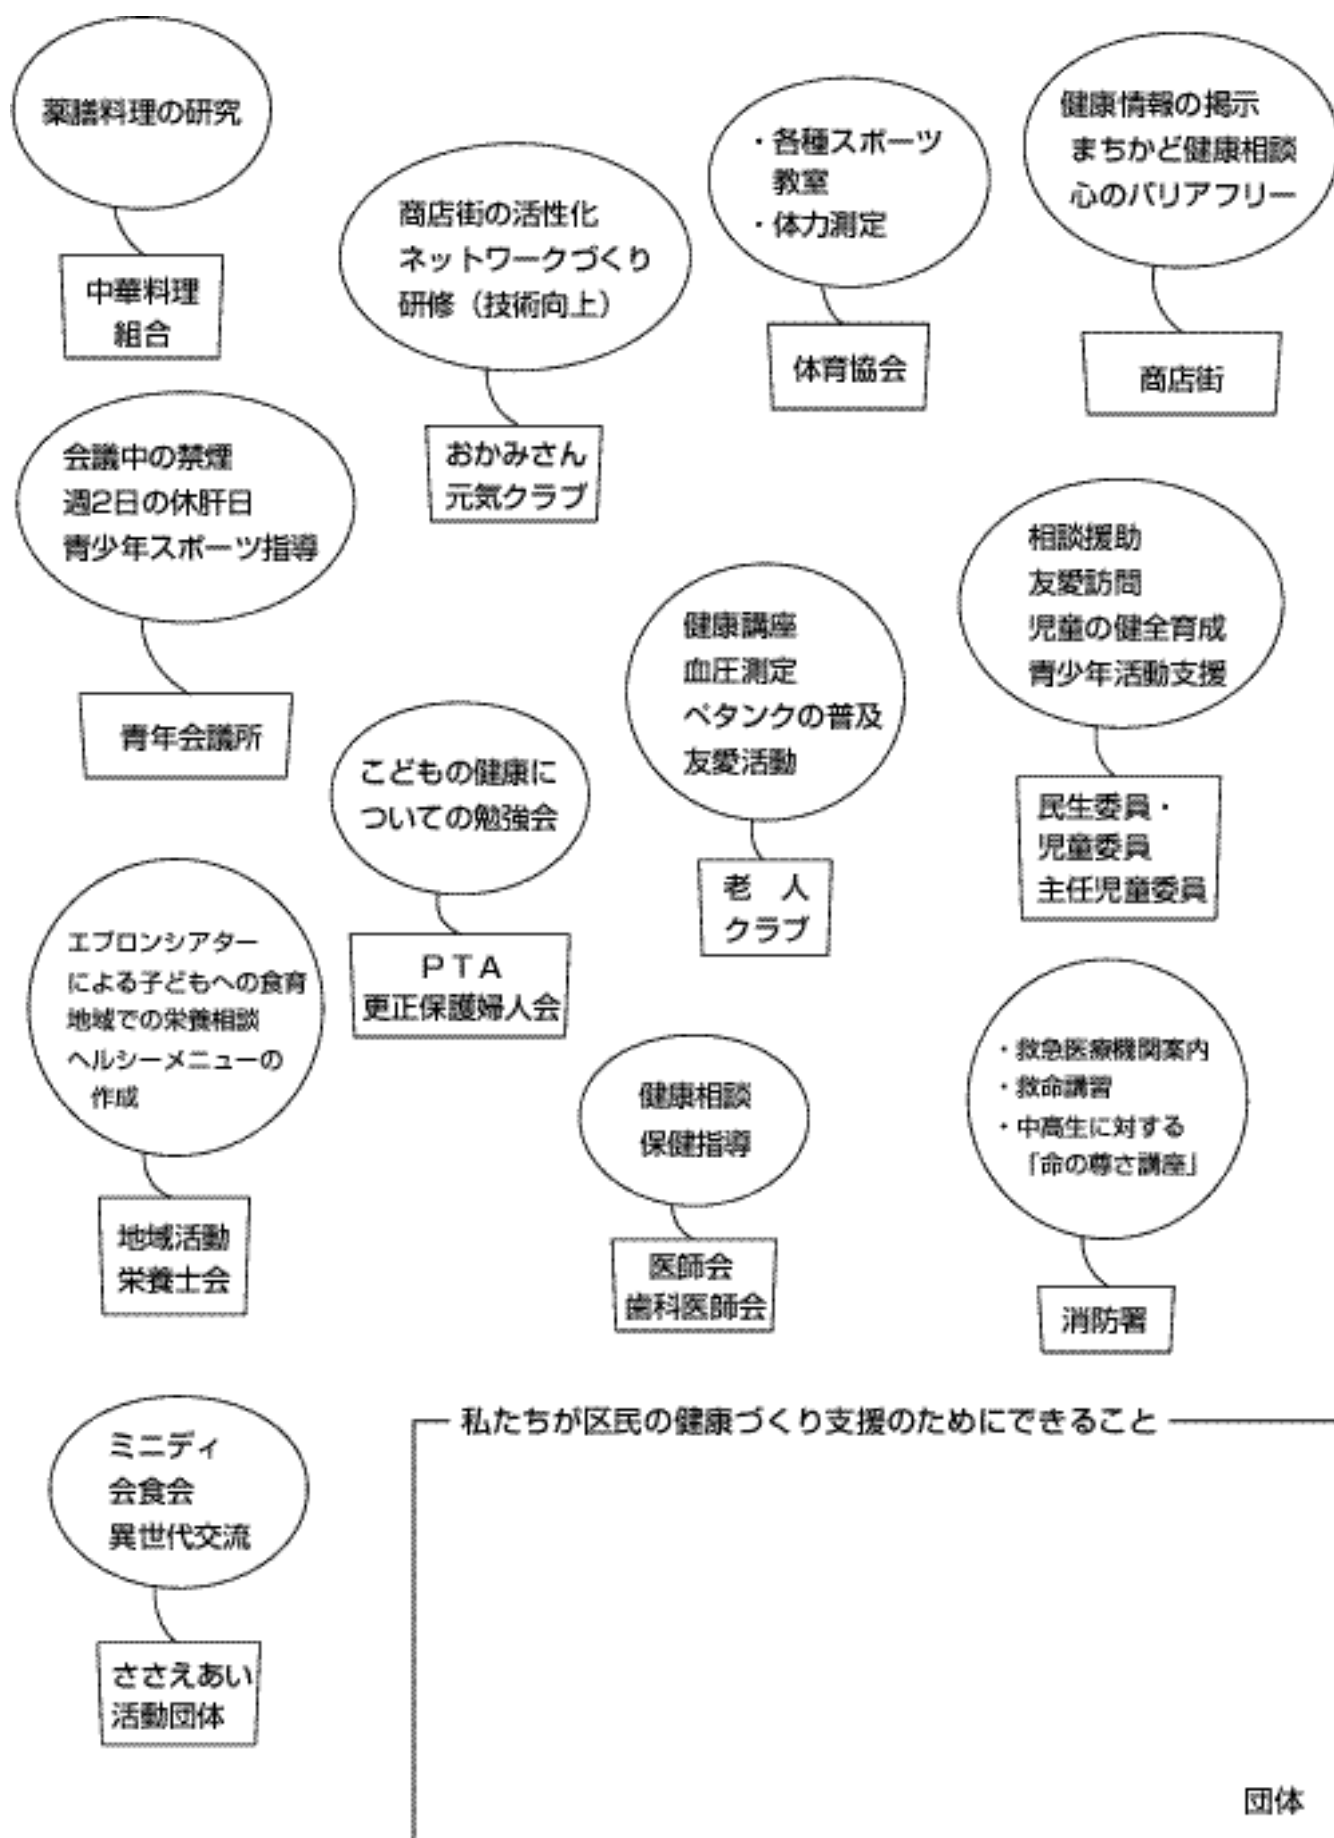 薬膳料理の研究
中華料理
組合
商店街の活性化
ネットワークづくり
研修（技術向上）
おかみさん
元気クラブ
・各種スポーツ
教室
・体力測定
体育協会
健康情報の掲示
まちかど健康相談
心のバリアフリー
商店街
会議中の禁煙
週2日の休肝日
青少年スポーツ指導
青年会議所
こどもの健康に
ついての勉強会
ＰＴＡ
更正保護婦人会
健康講座
血圧測定
ペタンクの普及
友愛活動
老　人
クラブ
相談援助
友愛訪問
児童の健全育成
青少年活動支援
民生委員・
児童委員
主任児童委員
エプロンシアター
による子どもへの食育
地域での栄養相談
ヘルシーメニューの
作成
地域活動
栄養士会
健康相談
保健指導
医師会
歯科医師会
・救急医療機関案内
・救命講習
・中高生に対する
「命の尊さ講座」
消防署
ミニディ
会食会
異世代交流
ささえあい
活動団体
私たちが区民の健康づくり支援のためにできること
団体